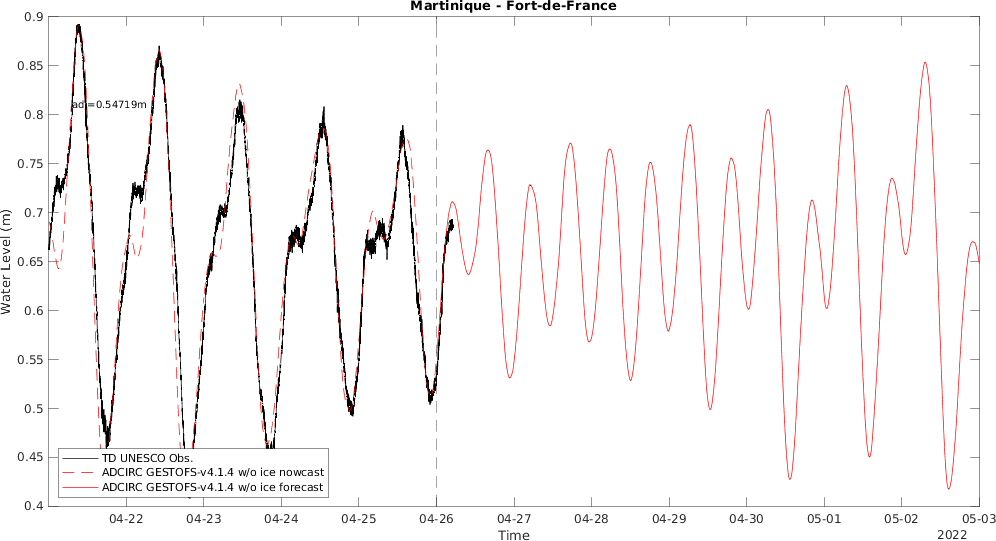 Martinique - Fort-de-France
0.9
0.85
0.8
0.75
0.7
0.65
0.6
0.55
0.5
0.45
0.4
Water Level (m)
ad =0.54719m
TD UNESCO Obs.
ADCIRC GESTOFS-v4.1.4 w/o ice nowcast
ADCIRC GESTOFS-v4.1.4 w/o ice forecast
04-22 04-23 04-24 04-25 04-26 04-27 04-28 04-29 04-30 05-01 05-02 05-03
Time
2022